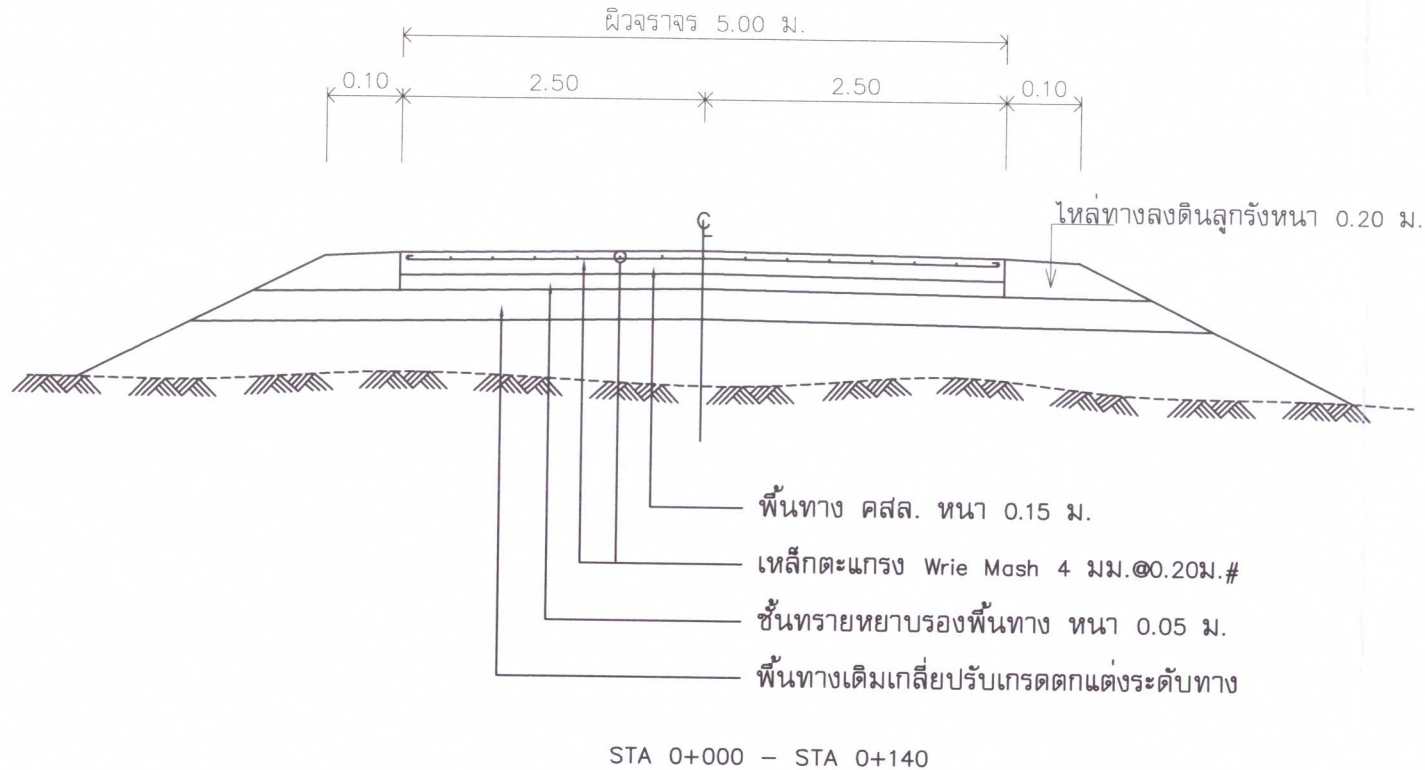 ผิวจราจร 5.00 ม.
0.10 2.50 2.50 0.10
ไหล่ทางลงดินลูกรังหนา 0.20 ม.
℄
พื้นทาง คสล. หนา 0.15 ม.
เหล็กตะแกรง Wrie Mash 4 มม.@0.20ม.#
ชั้นทรายหยาบรองพื้นทาง หนา 0.05 ม.
พื้นทางเดิมเกลี่ยปรับเกรดตกแต่งระดับทาง
STA 0+000 – STA 0+140